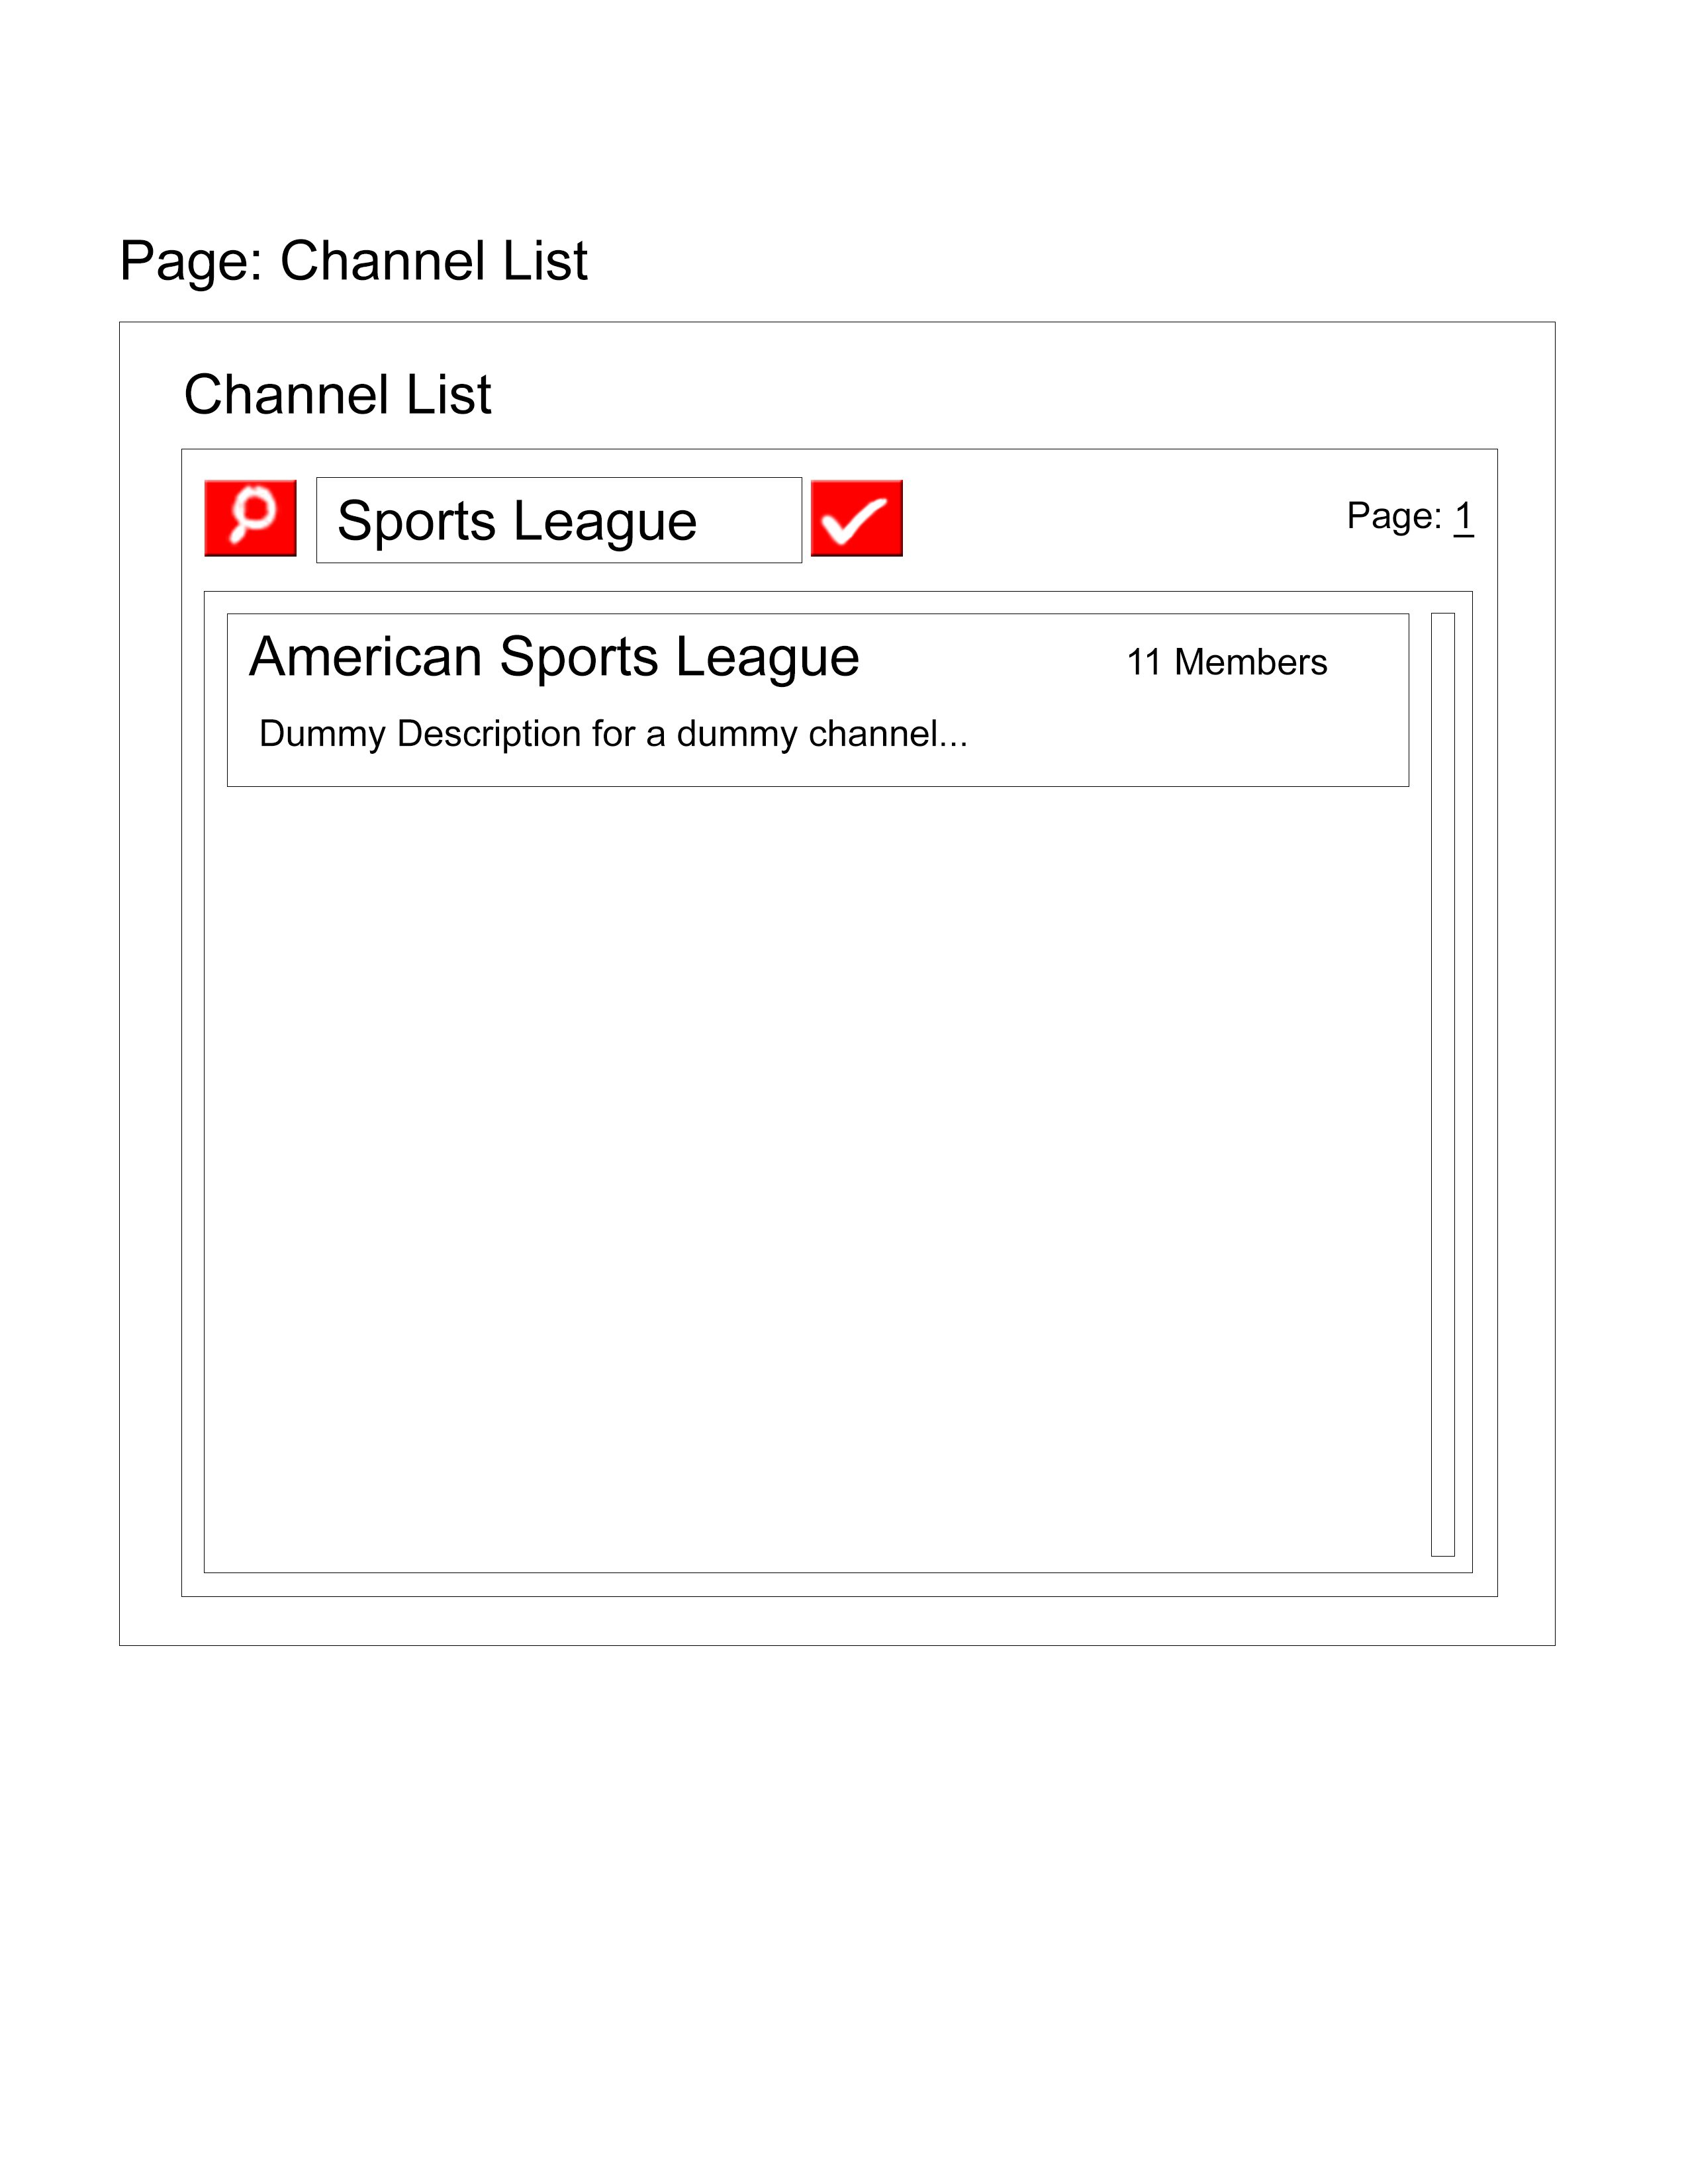 Page: Channel List
Channel List
Sports League
Page: 1
American Sports League
11 Members
Dummy Description for a dummy channel...